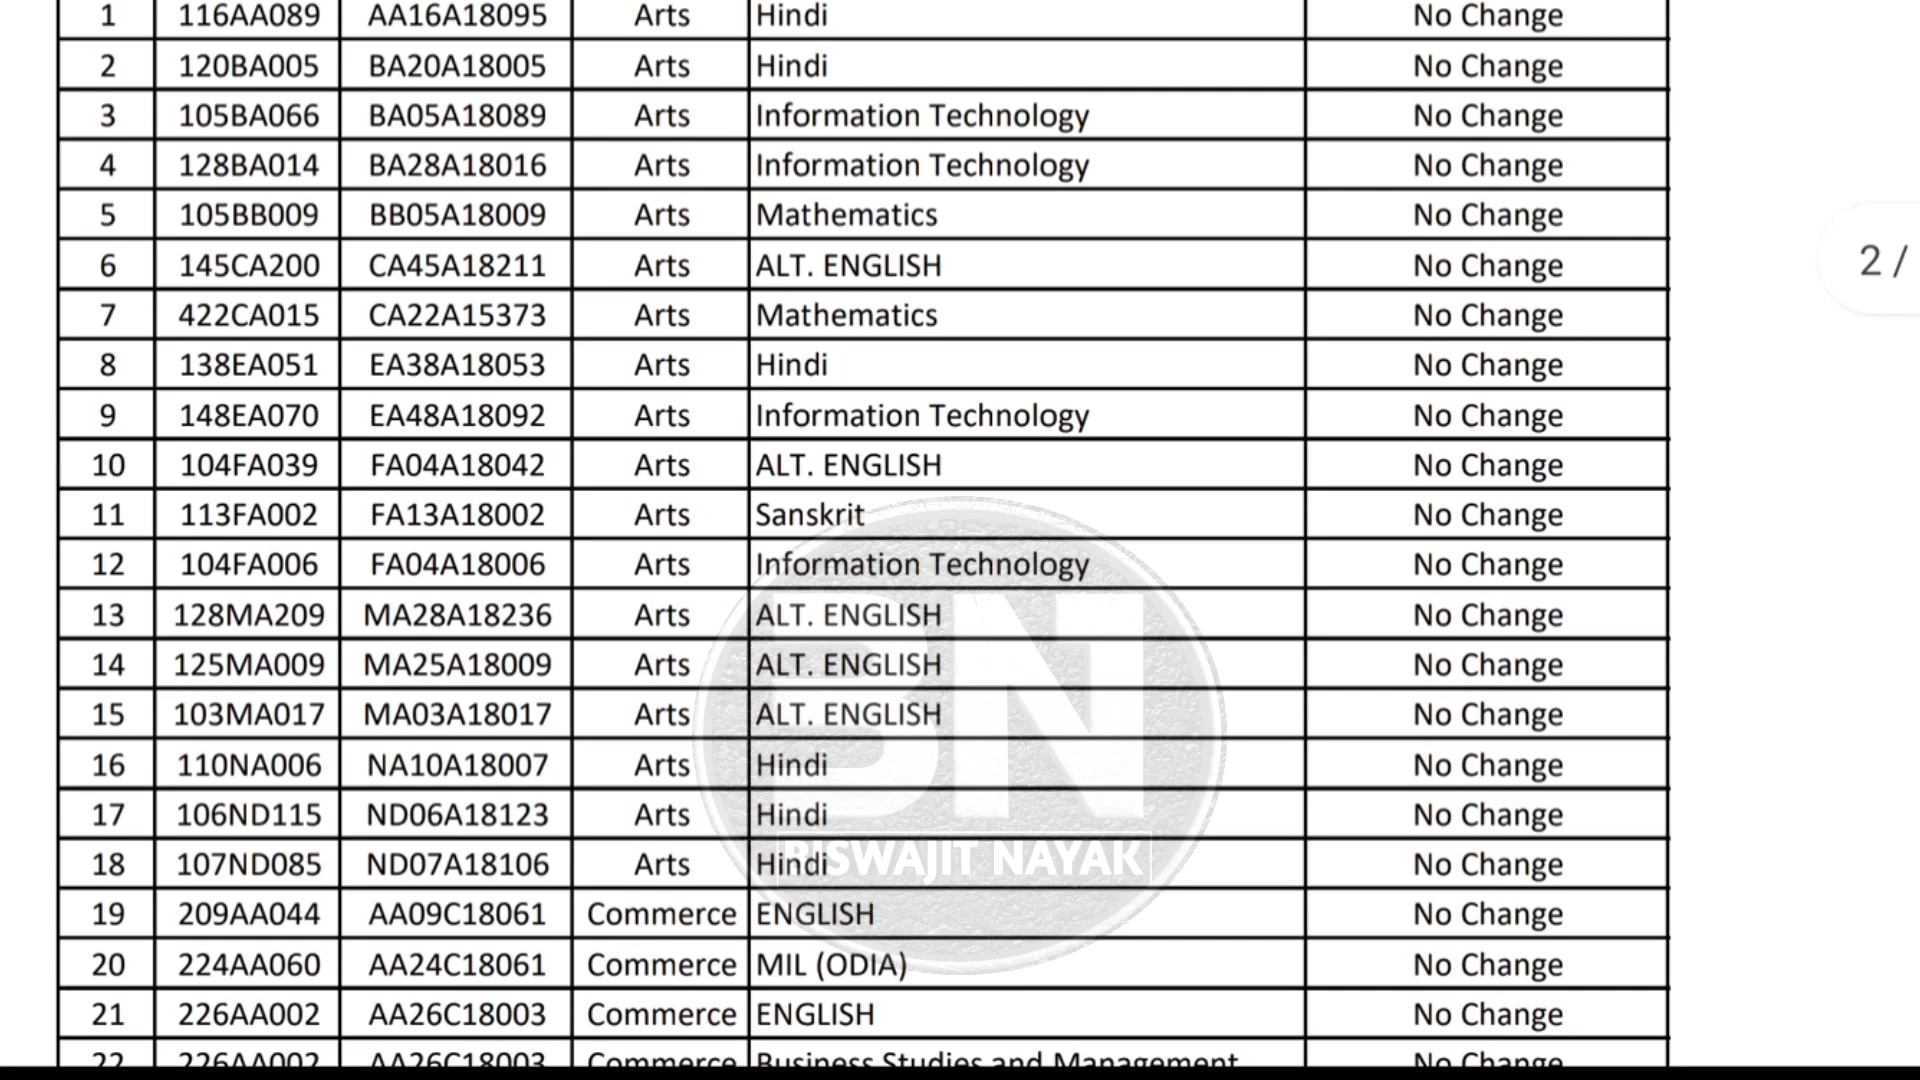 1 116AA089 AA16A18095 Arts Hindi No Change
2 120BA005 BA20A18005 Arts Hindi No Change
3 105BA066 BA05A18089 Arts Information Technology No Change
4 128BA014 BA28A18016 Arts Information Technology No Change
5 105BB009 BB05A18009 Arts Mathematics No Change
6 145CA200 CA45A18211 Arts ALT. ENGLISH No Change
7 422CA015 CA22A15373 Arts Mathematics No Change
8 138EA051 EA38A18053 Arts Hindi No Change
9 148EA070 EA48A18092 Arts Information Technology No Change
10 104FA039 FA04A18042 Arts ALT. ENGLISH No Change
11 113FA002 FA13A18002 Arts Sanskrit No Change
12 104FA006 FA04A18006 Arts Information Technology No Change
13 128MA209 MA28A18236 Arts ALT. ENGLISH No Change
14 125MA009 MA25A18009 Arts ALT. ENGLISH No Change
15 103MA017 MA03A18017 Arts ALT. ENGLISH No Change
16 110NA006 NA10A18007 Arts Hindi No Change
17 106ND115 ND06A18123 Arts Hindi No Change
18 107ND085 ND07A18106 Arts Hindi No Change
19 209AA044 AA09C18061 Commerce ENGLISH No Change
20 224AA060 AA24C18061 Commerce MIL (ODIA) No Change
21 226AA002 AA26C18003 Commerce ENGLISH No Change
22 226AA002 AA26C18003 Commerce Business Studies and Management No Change
2 /
BN
BISWAJIT NAYAK